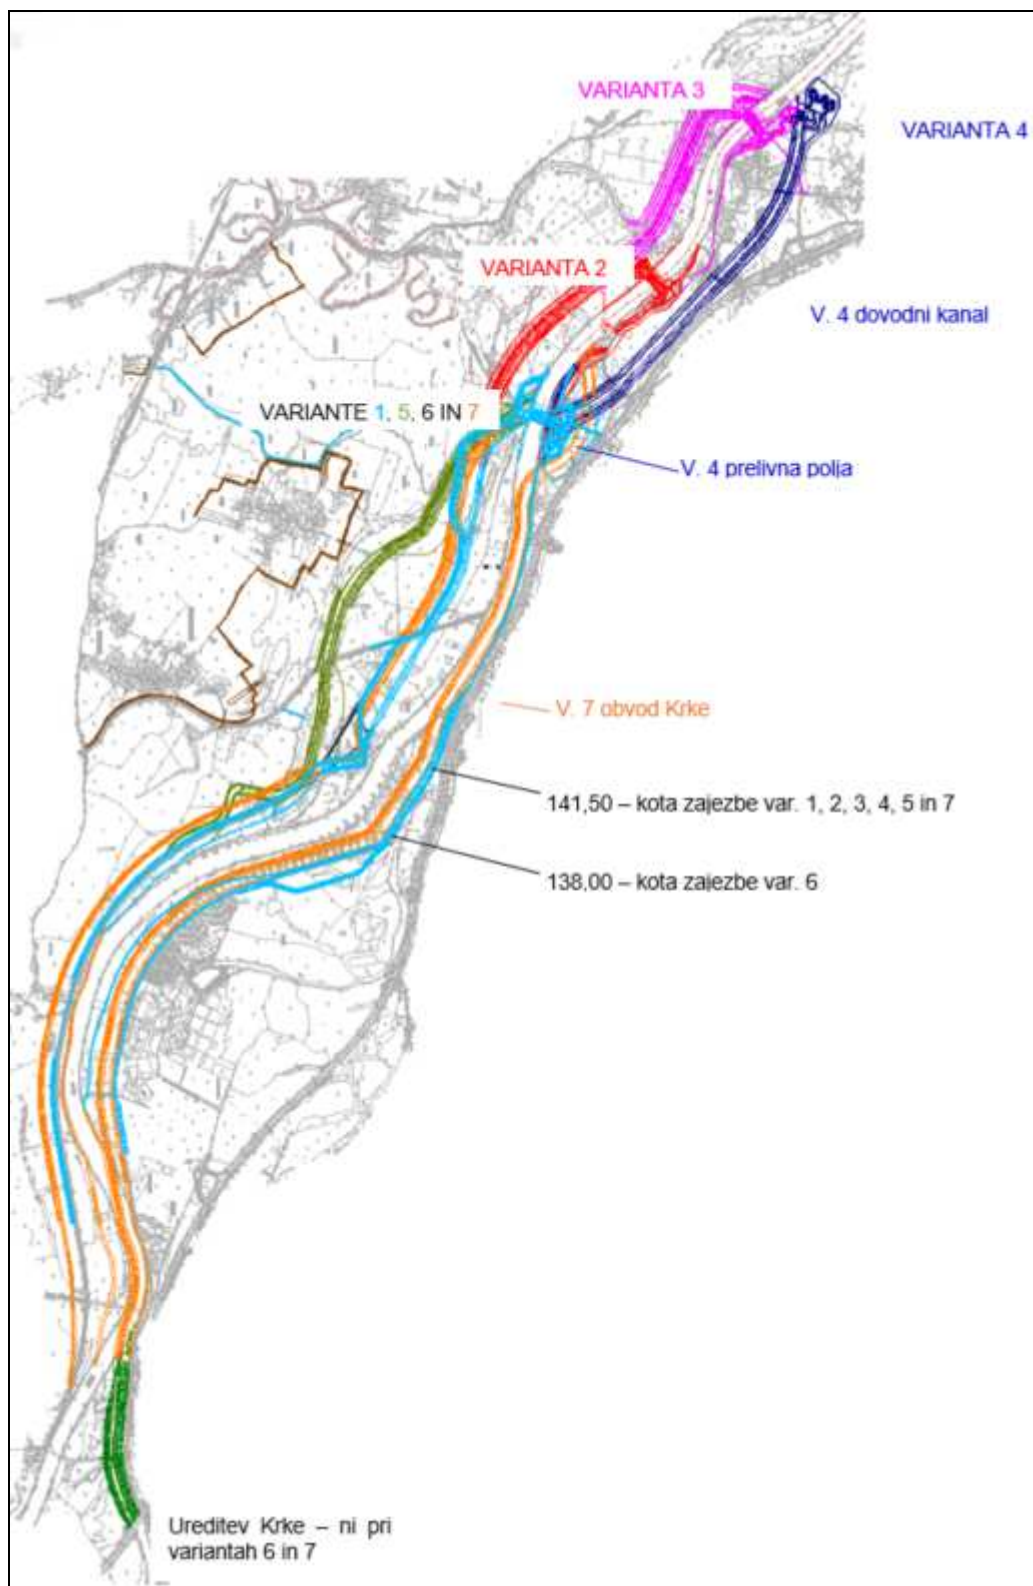 VARIANTA 3
VARIANTA 4
VARIANTA 2
V. 4 dovodni kanal
VARIANTE 1, 5, 6 IN 7
V. 4 prelivna polja
V. 7 obvod Krke
141,50 – kota zajezbe var. 1, 2, 3, 4, 5 in 7
138,00 – kota zajezbe var. 6
Ureditev Krke – ni pri
variantah 6 in 7